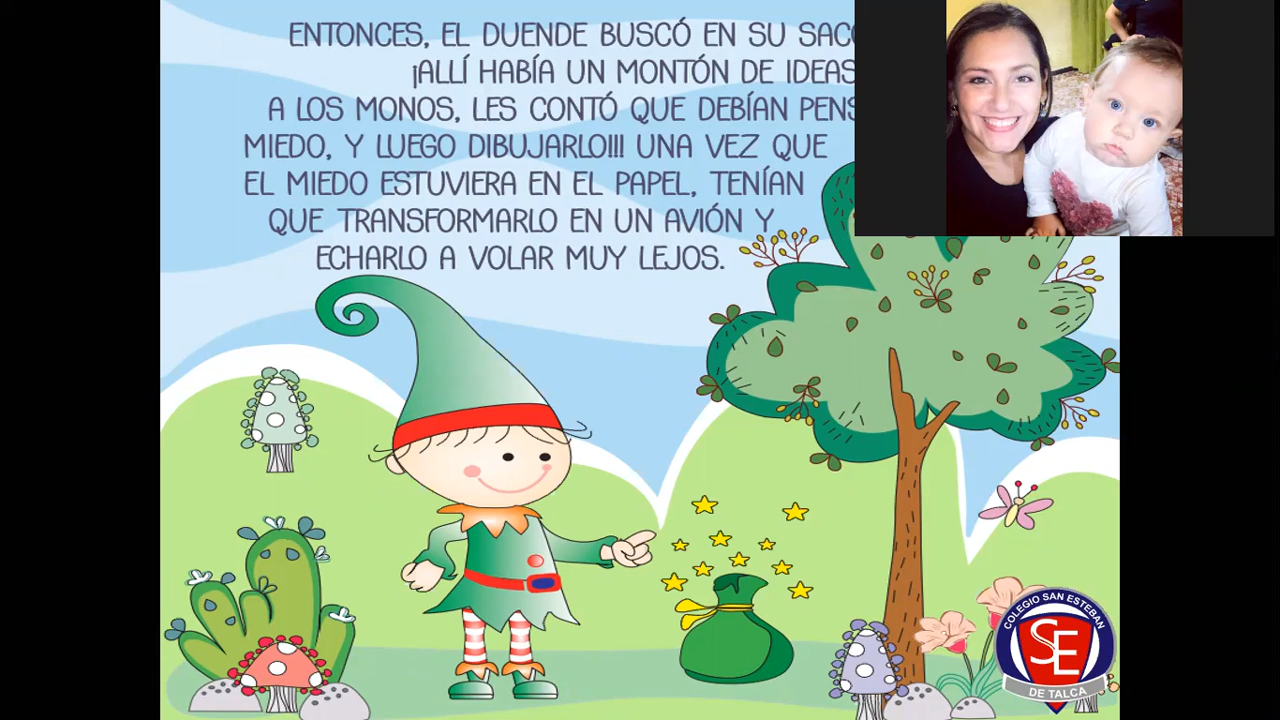 ENTONCES, EL DUENDE BUSCÓ EN SU
¡ALLÍ HABÍA UN MONTÓN DE IDEAS
A LOS MONOS, LES CONTÓ QUE DEBÍAN
MIEDO, Y LUEGO DIBUJARLO!!! UNA VEZ QUE
EL MIEDO ESTUVIERA EN EL PAPEL, TENÍAN
QUE TRANSFORMARLO EN UN AVIÓN Y
ECHARLO A VOLAR MUY LEJOS.
COLEGIO SAN ESTEBAN
SE
DE TALCA